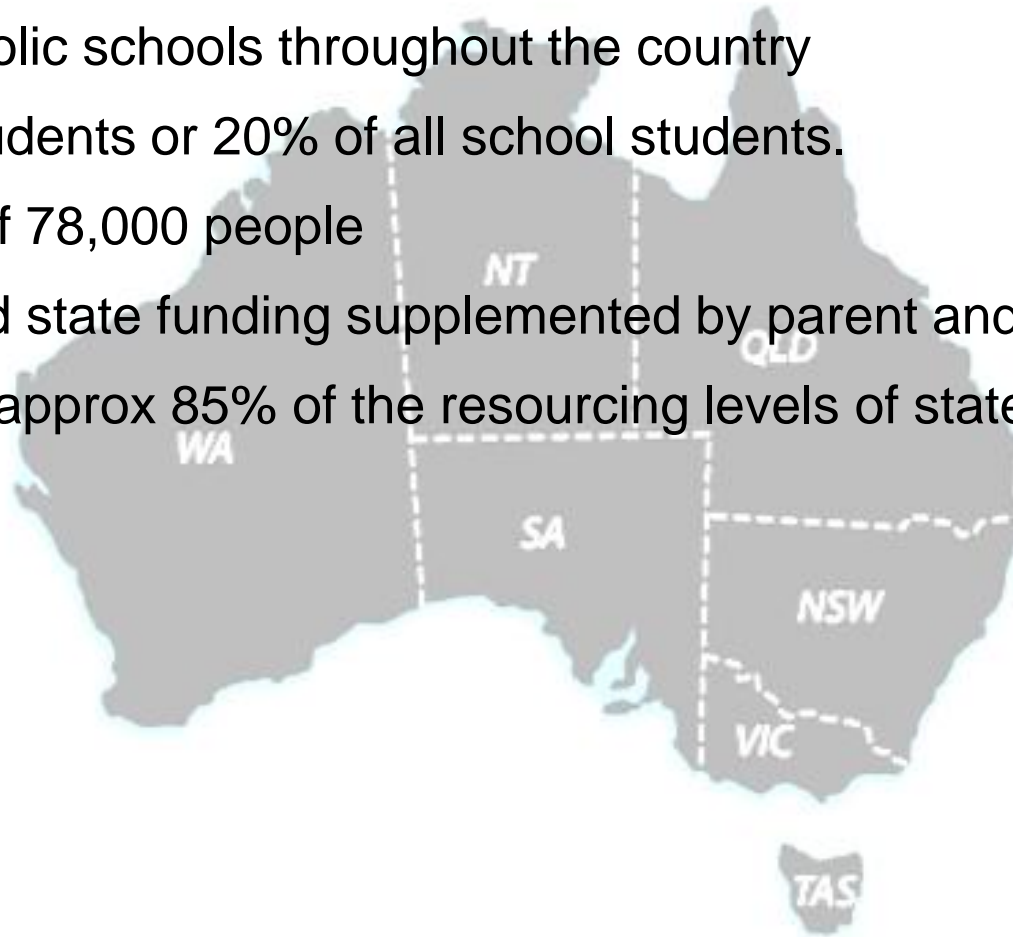 olic schools throughout the country
udents or 20% of all school students.
f 78,000 people
NT
d state funding supplemented by parent and
QLD
approx 85% of the resourcing levels of state
WA
SA
NSW
VIC
TAS